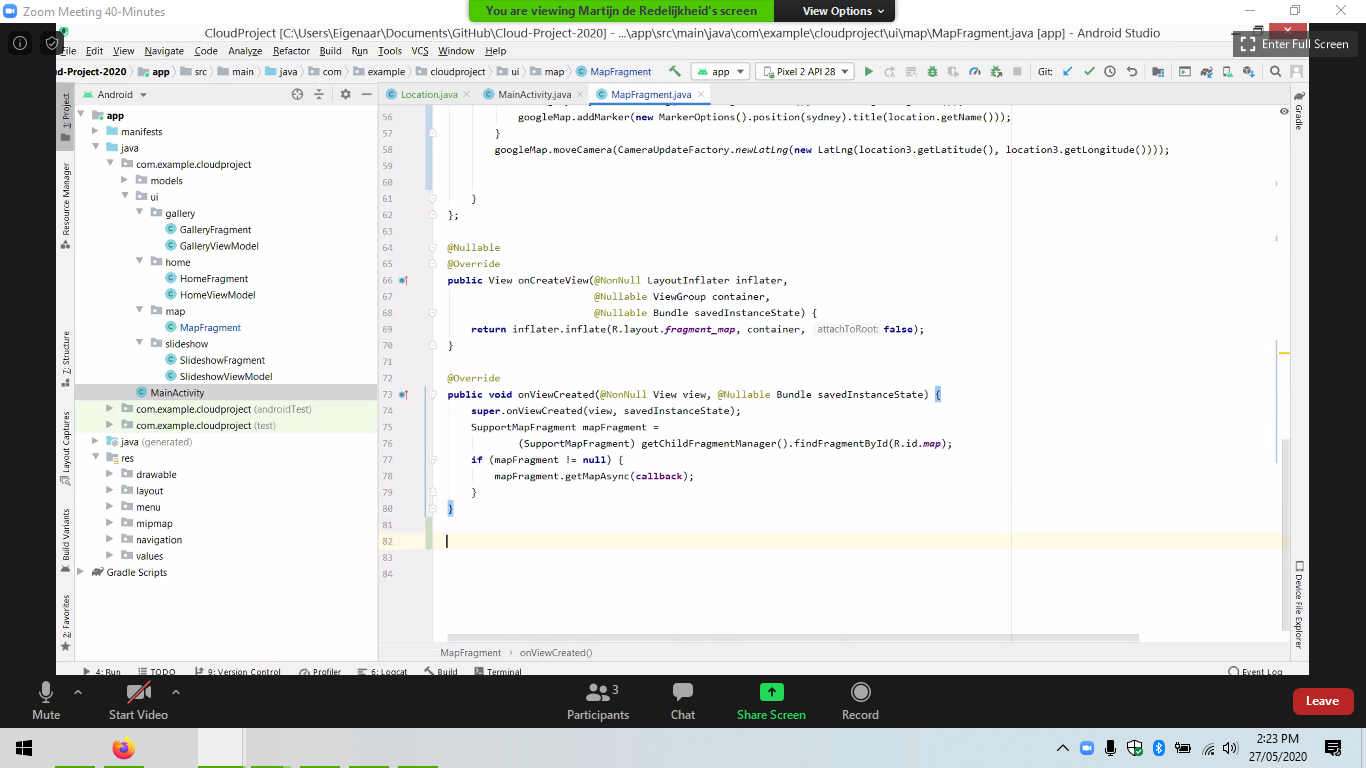 Zoom Meeting 40-Minutes
You are viewing Martijn de Redelijkheid's screen
View Options
CloudProject [C:\Users\Eigenaar\Documents\GitHub\Cloud-Project-2020] - ...\app\src\main\java\com\example\cloudproject\ui\map\MapFragment.java [app] - Android Studio
Enter Full Screen
File Edit View Navigate Code Analyze Refactor Build Run Tools VCS Window Help
d-Project-2020 app src main java com example cloudproject ui map MapFragment app Pixel 2 API 28 Git:
Android
Location.java MainActivity.java MapFragment.java
1: Project
Resource Manager
7: Structure
Layout Captures
Build Variants
2: Favorites
app
manifests
java
com.example.cloudproject
models
ui
gallery
GalleryFragment
GalleryViewModel
home
HomeFragment
HomeViewModel
map
MapFragment
slideshow
SlideshowFragment
SlideshowViewModel
MainActivity
com.example.cloudproject (androidTest)
com.example.cloudproject (test)
java (generated)
res
drawable
layout
menu
mipmap
navigation
values
Gradle Scripts
56 googleMap.addMarker(new MarkerOptions().position(sydney).title(location.getName()));
57 }
58 googleMap.moveCamera(CameraUpdateFactory.newLatLng(new LatLng(location3.getLatitude(), location3.getLongitude())));
59
60
61 }
62 };
63
64 @Nullable
65 @Override
66 public View onCreateView(@NonNull LayoutInflater inflater,
67 @Nullable ViewGroup container,
68 @Nullable Bundle savedInstanceState) {
69 return inflater.inflate(R.layout.fragment_map, container, attachToRoot: false);
70 }
71
72 @Override
73 public void onViewCreated(@NonNull View view, @Nullable Bundle savedInstanceState) {
74 super.onViewCreated(view, savedInstanceState);
75 SupportMapFragment mapFragment =
76 (SupportMapFragment) getChildFragmentManager().findFragmentById(R.id.map);
77 if (mapFragment != null) {
78 mapFragment.getMapAsync(callback);
79 }
80 }
81
82
83
84
Gradle
Device File Explorer
MapFragment › onViewCreated()
4: Run TODO 9: Version Control Profiler 6: Logcat Build Terminal Event Log
Mute Start Video Participants 3 Chat Share Screen Record Leave
2:23 PM
27/05/2020